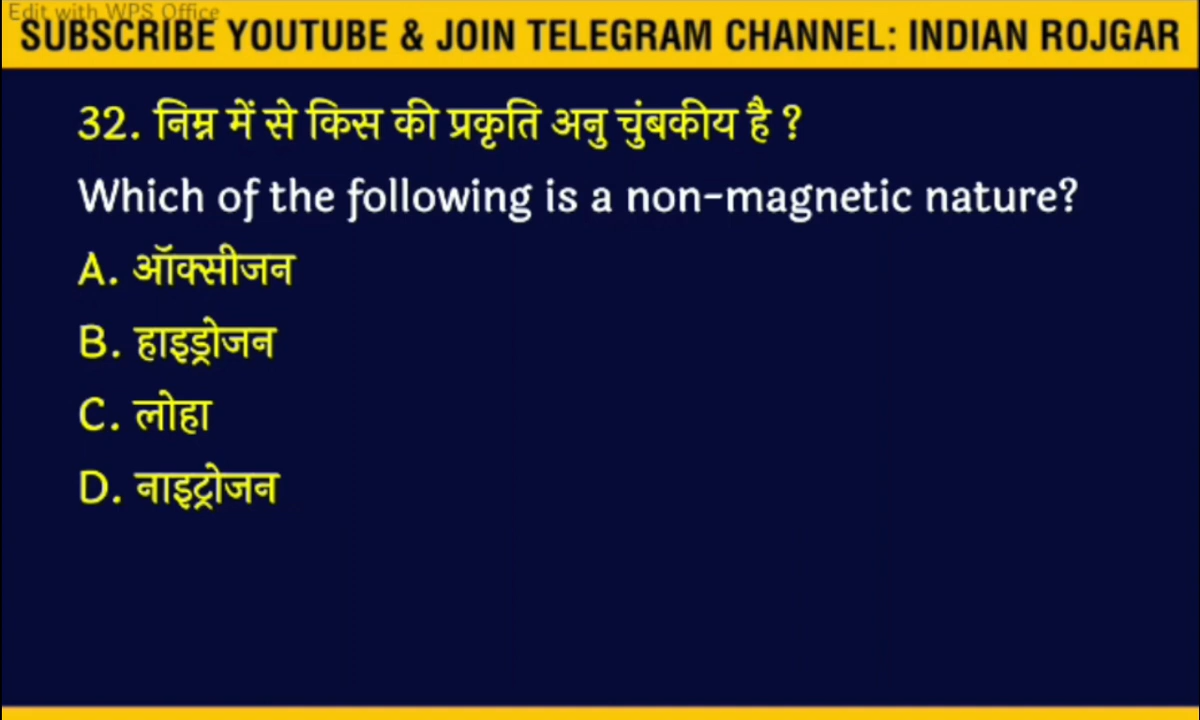 Edit with WPS Office
SUBSCRIBE YOUTUBE & JOIN TELEGRAM CHANNEL: INDIAN ROJGAR
32. निम्न में से किस की प्रकृति अनु चुंबकीय है ?
Which of the following is a non-magnetic nature?
A. ऑक्सीजन
B. हाइड्रोजन
C. लोहा
D. नाइट्रोजन